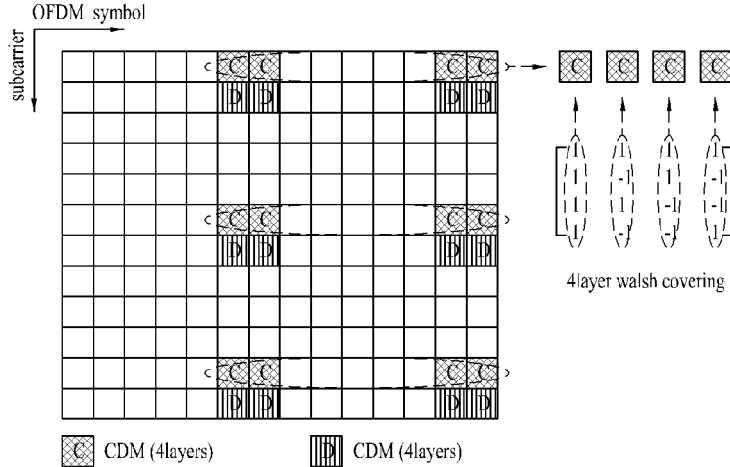 OFDM symbol
subcarrier
C C C C C C C C
D D D D
1 1 1 1
1 -1 1 -1
1 1 -1 -1
1 -1 -1 1
C C C C
D D D D
4layer walsh covering
C C C C
D D D D
C CDM (4layers) D CDM (4layers)